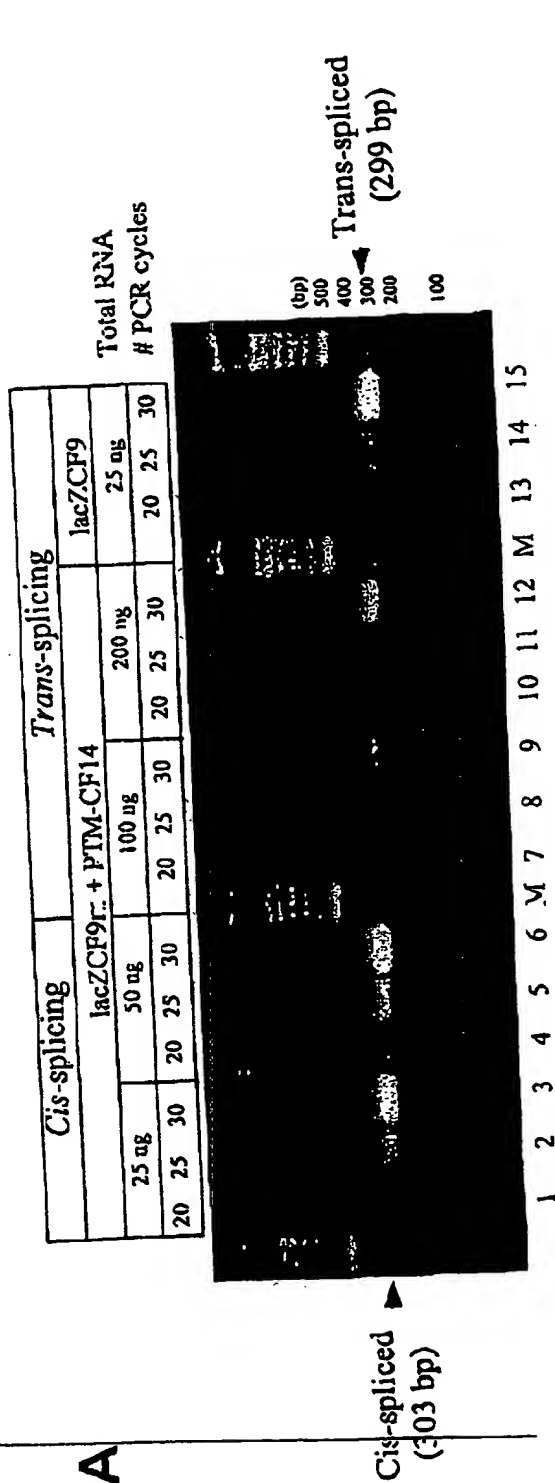 A
Cis-splicing Trans-splicing
lacZCF9m + PTM-CF14 lacZCF9
25 ng 50 ng 100 ng 200 ng 25 ng Total RNA
20 25 30 20 25 30 20 25 30 20 25 30 20 25 30 # PCR cycles
(bp)
500
400
300
200
100
Cis-spliced
(303 bp)
Trans-spliced
(299 bp)
1 2 3 4 5 6 M 7 8 9 10 11 12 M 13 14 15